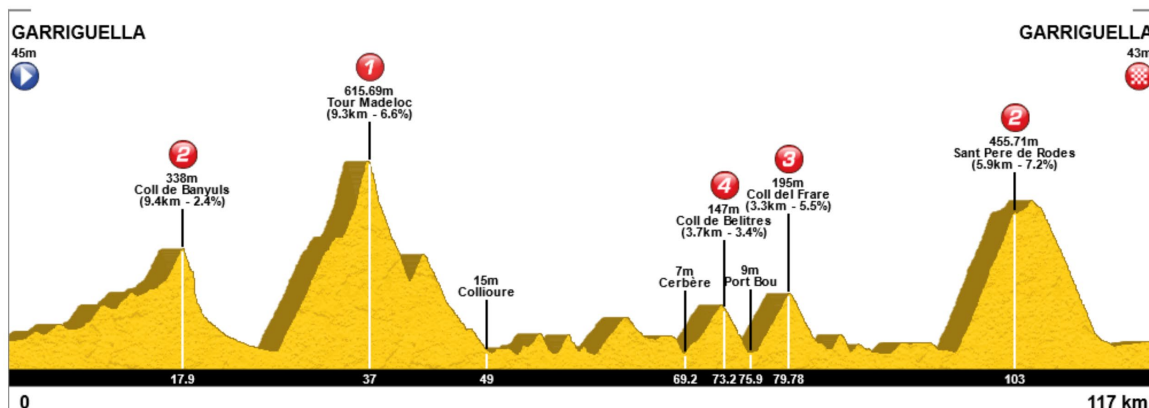 GARRIGUELLA
45m
2
338m
Coll de Banyuls
(9.4km - 2.4%)
1
615.69m
Tour Madeloc
(9.3km - 6.6%)
15m
Collioure
7m
Cerbère
4
147m
Coll de Belitres
(3.7km - 3.4%)
9m
Port Bou
3
195m
Coll del Frare
(3.3km - 5.5%)
2
455.71m
Sant Pere de Rodes
(5.9km - 7.2%)
GARRIGUELLA
43m
17.9 37 49 69.2 73.2 75.9 79.78 103
0 117 km